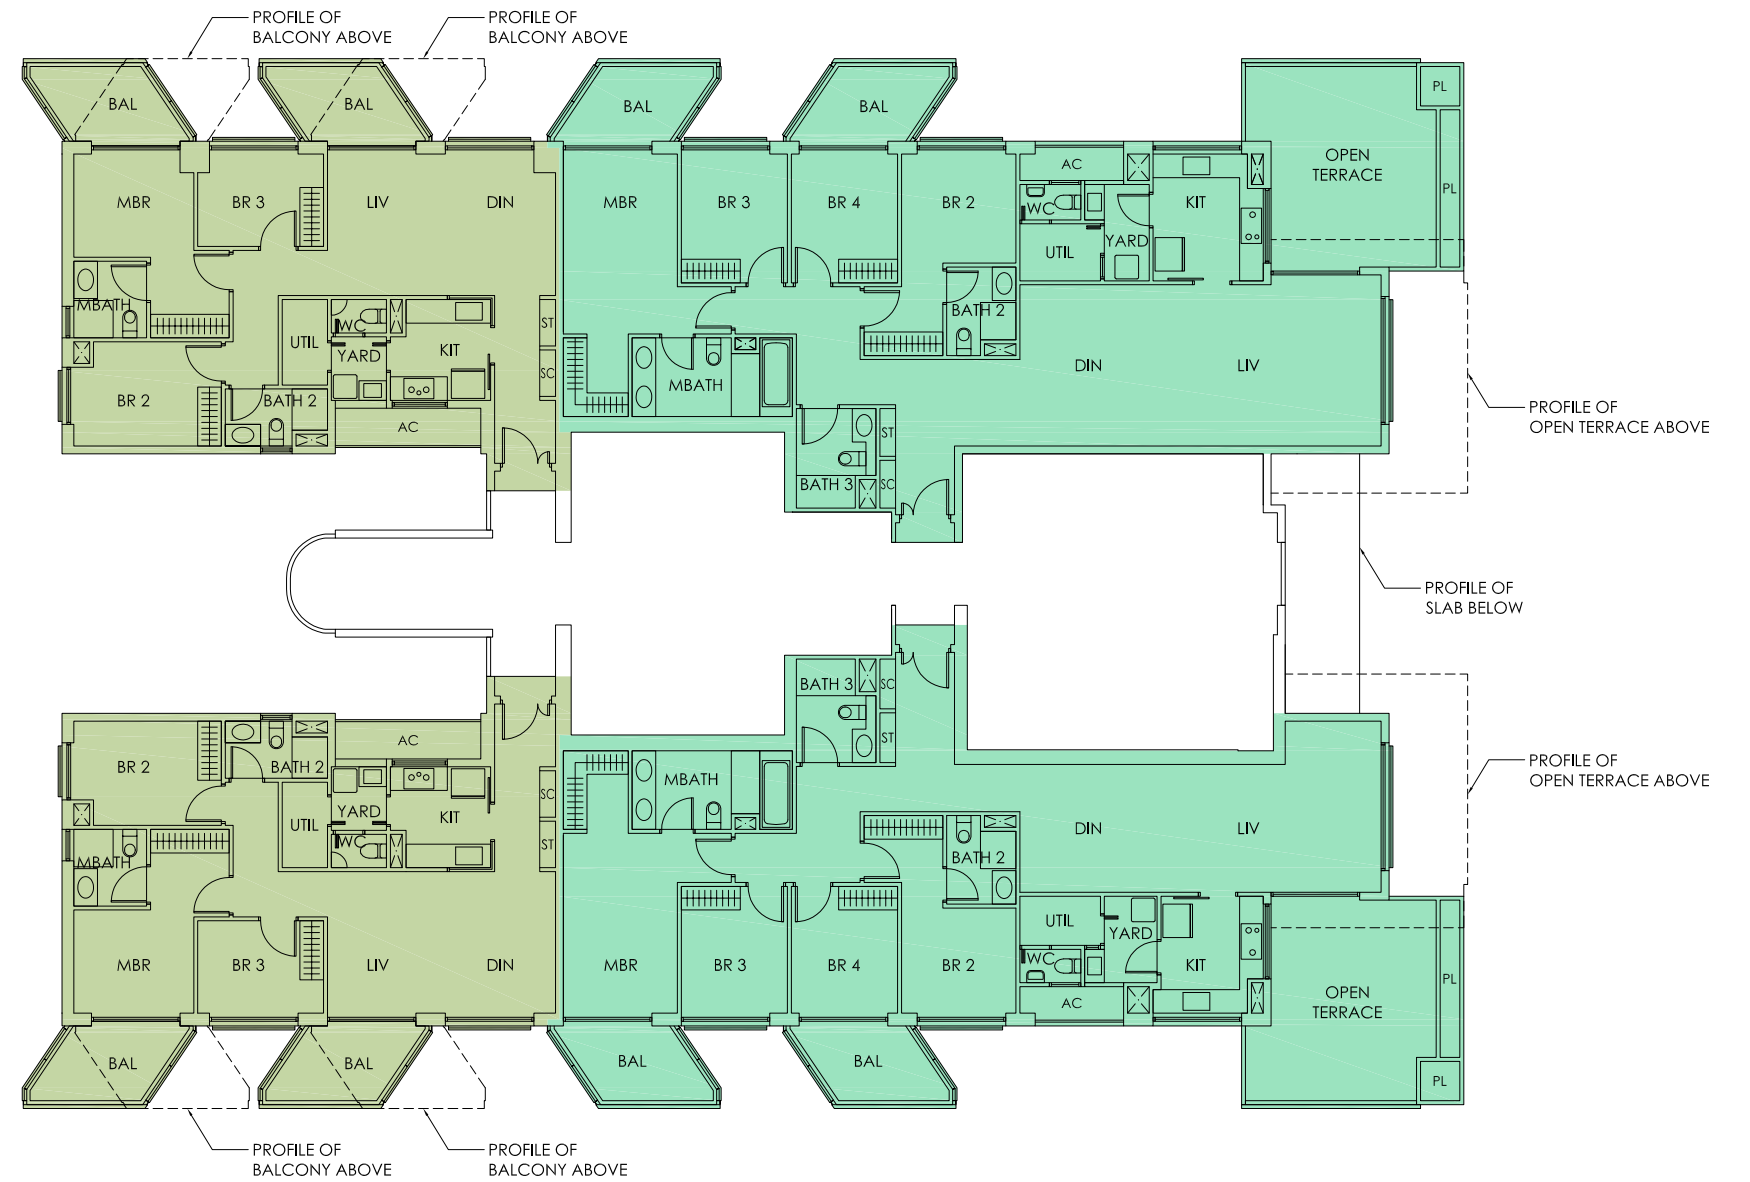 PROFILE OF
BALCONY ABOVE
PROFILE OF
BALCONY ABOVE
BAL
BAL
BAL
BAL
PL
OPEN
TERRACE
PL
MBR
BR 3
LIV
DIN
MBR
BR 3
BR 4
BR 2
AC
WC
UTIL
YARD
KIT
MBATH
UTIL
WC
YARD
KIT
ST
SC
BATH 2
DIN
LIV
BR 2
BATH 2
AC
MBATH
ST
BATH 3
SC
PROFILE OF
OPEN TERRACE ABOVE
PROFILE OF
SLAB BELOW
BATH 3
SC
ST
AC
BR 2
BATH 2
MBATH
SC
PROFILE OF
OPEN TERRACE ABOVE
UTIL
YARD
KIT
WC
ST
MBATH
DIN
LIV
BATH 2
MBR
BR 3
LIV
DIN
MBR
BR 3
BR 4
BR 2
UTIL
YARD
WC
KIT
AC
PL
OPEN
TERRACE
PL
BAL
BAL
BAL
BAL
PROFILE OF
BALCONY ABOVE
PROFILE OF
BALCONY ABOVE